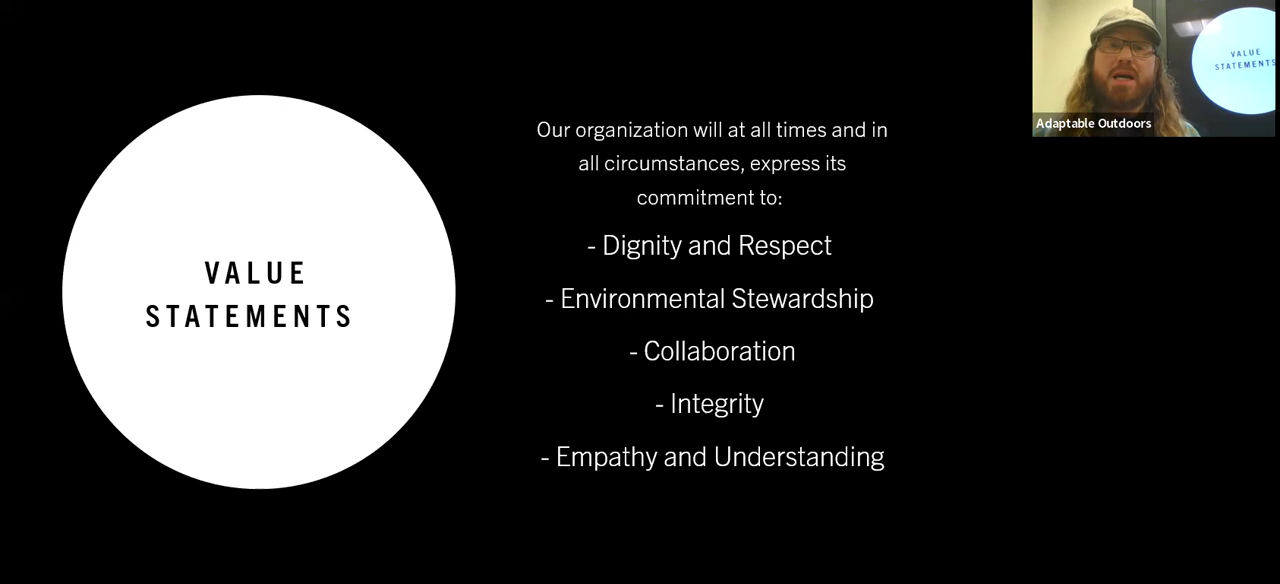 VALUE
STATEMENTS
Our organization will at all times and in
all circumstances, express its
commitment to:
- Dignity and Respect
- Environmental Stewardship
- Collaboration
- Integrity
- Empathy and Understanding
VALUE
STATEMENTS
Adaptable Outdoors